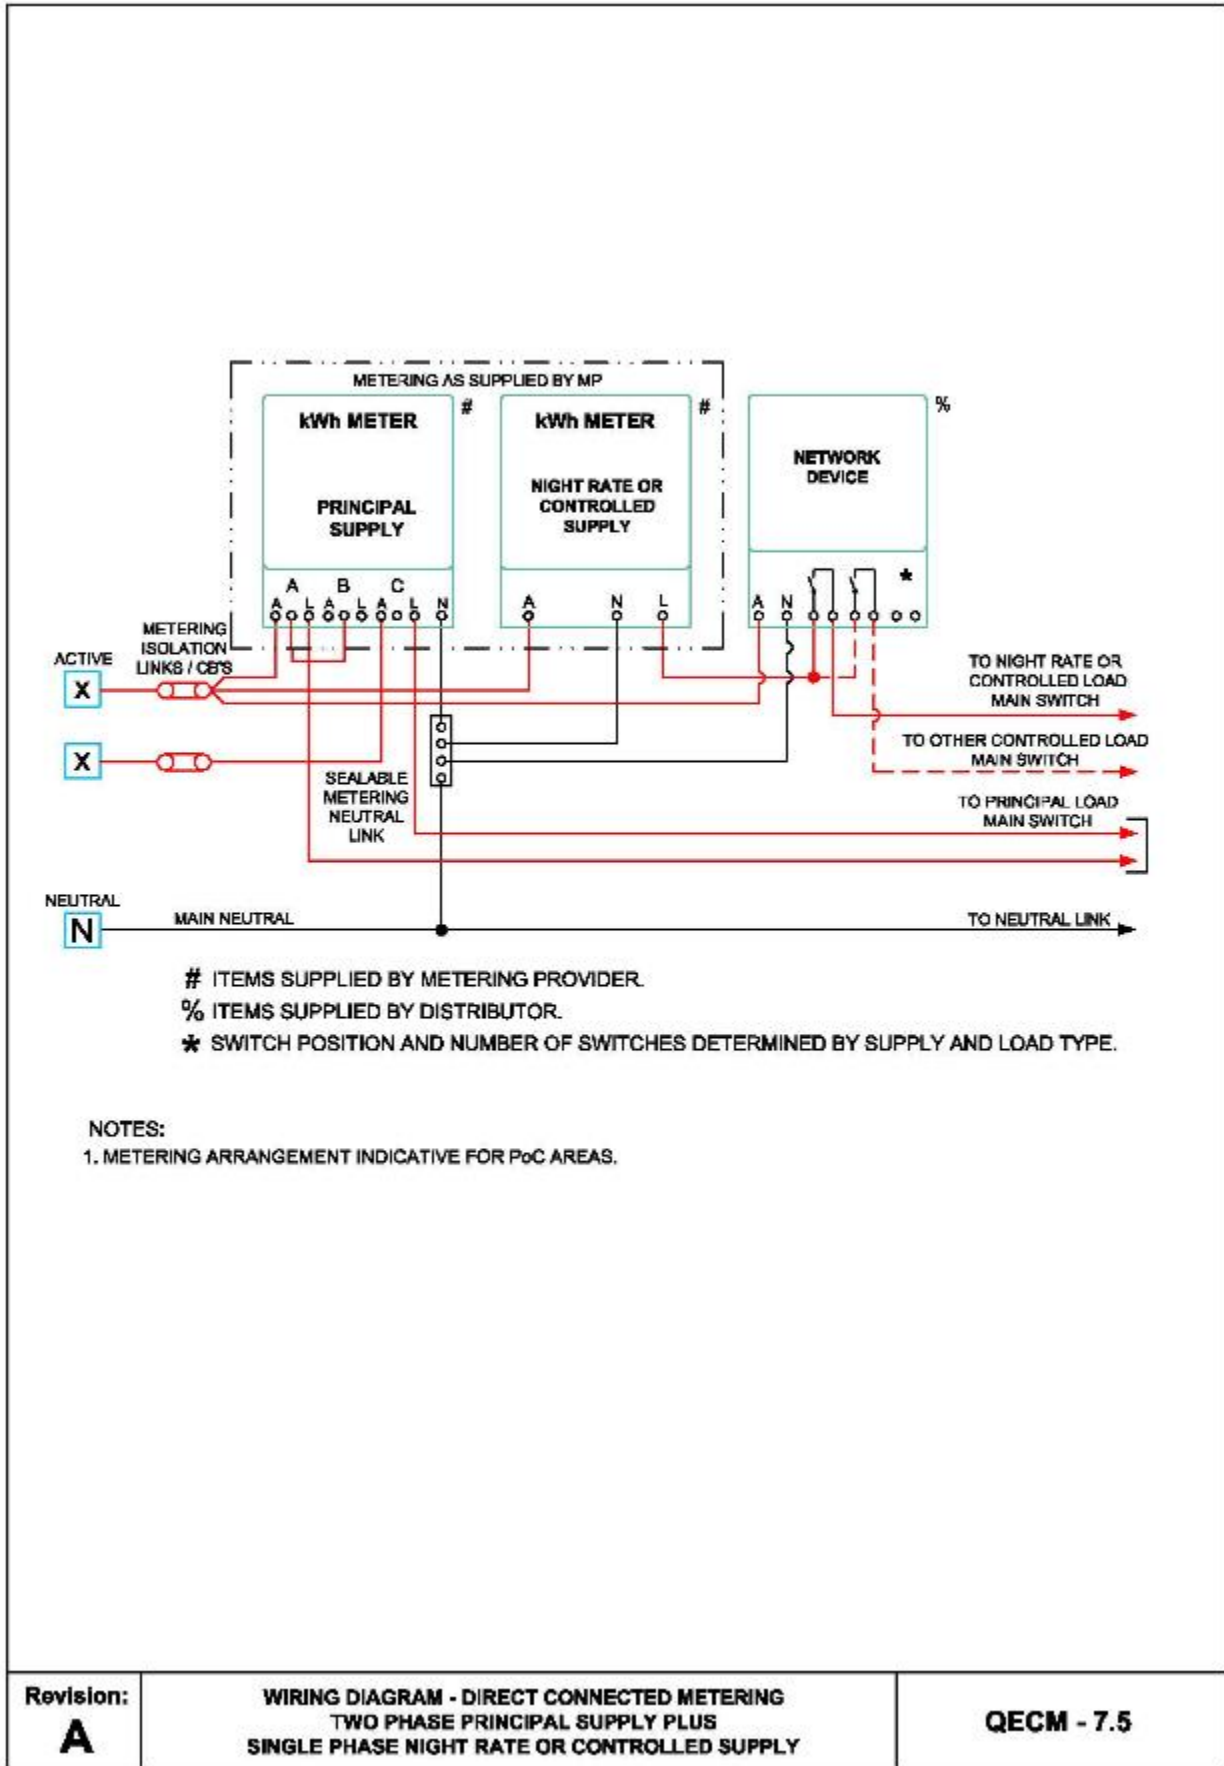 METERING AS SUPPLIED BY MP
kWh METER
PRINCIPAL
SUPPLY
#
kWh METER
NIGHT RATE OR
CONTROLLED
SUPPLY
#
NETWORK
DEVICE
%
*
A B C
A L A L A L N
A N L
A N
METERING
ISOLATION
LINKS / CB'S
ACTIVE
X
X
SEALABLE
METERING
NEUTRAL
LINK
TO NIGHT RATE OR
CONTROLLED LOAD
MAIN SWITCH
TO OTHER CONTROLLED LOAD
MAIN SWITCH
TO PRINCIPAL LOAD
MAIN SWITCH
NEUTRAL
N
MAIN NEUTRAL
TO NEUTRAL LINK
# ITEMS SUPPLIED BY METERING PROVIDER.
% ITEMS SUPPLIED BY DISTRIBUTOR.
* SWITCH POSITION AND NUMBER OF SWITCHES DETERMINED BY SUPPLY AND LOAD TYPE.
NOTES:
1. METERING ARRANGEMENT INDICATIVE FOR PoC AREAS.
Revision:
A
WIRING DIAGRAM - DIRECT CONNECTED METERING
TWO PHASE PRINCIPAL SUPPLY PLUS
SINGLE PHASE NIGHT RATE OR CONTROLLED SUPPLY
QECM - 7.5